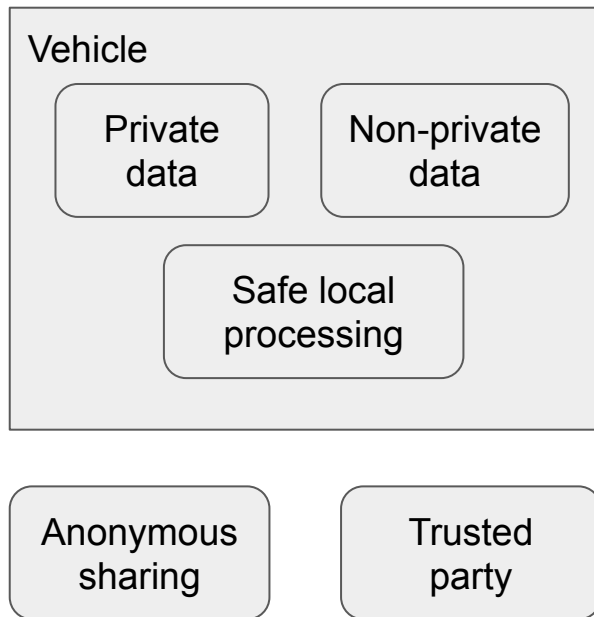 Vehicle
Private
data
Non-private
data
Safe local
processing
Anonymous
sharing
Trusted
party